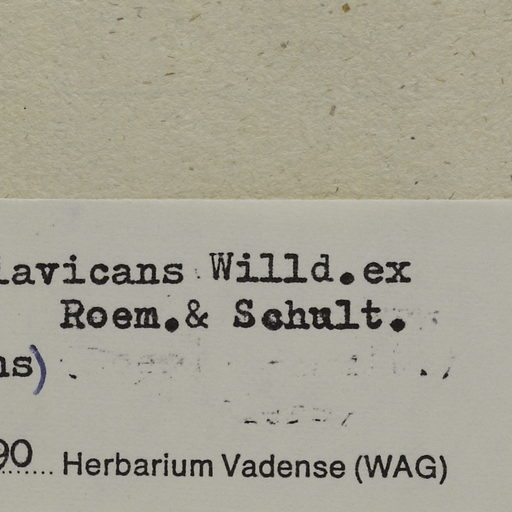 lavicans Willd.ex
Roem.& Schult.
ns)
90 Herbarium Vadense (WAG)